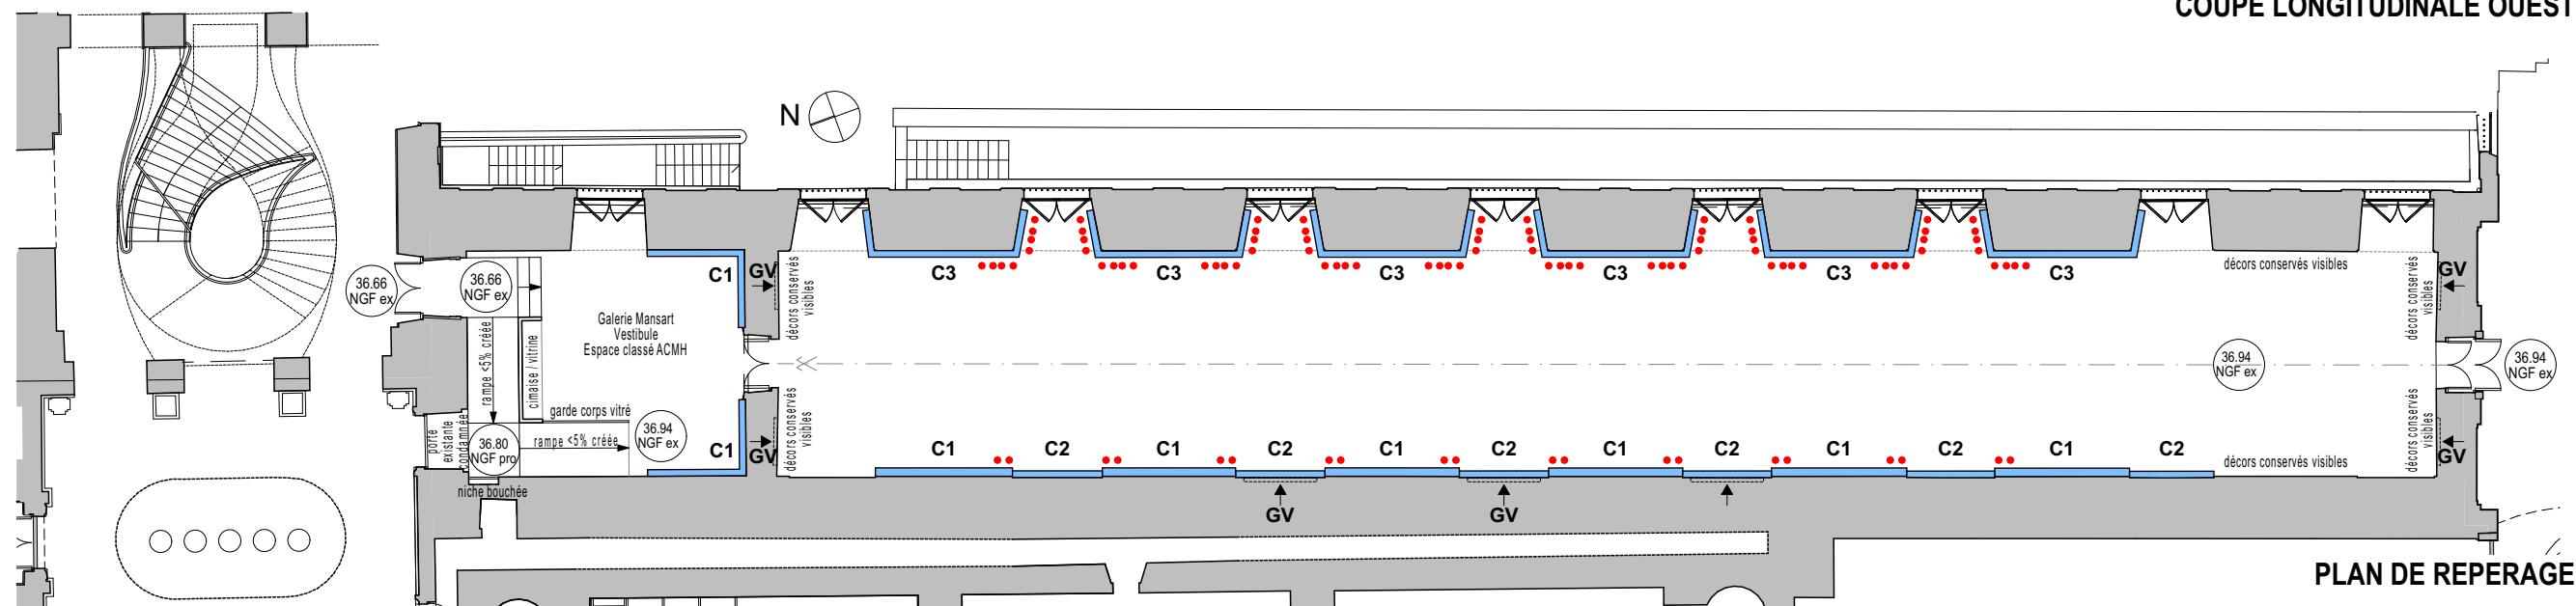 COUPE LONGITUDINALE OUEST
N
36.66
NGF ex
36.66
NGF ex
C1
GV
décors conservés
visibles
C3
C3
C3
C3
C3
C3
décors conservés visibles
décors conservés
visibles
GV
Galerie Mansart
Vestibule
Espace classé ACMH
rampe <5% créée
cimaise / vitrine
36.94
NGF ex
36.94
NGF ex
garde corps vitré
porte
existante
condamnée
36.80
NGF pro
rampe <5% créée
36.94
NGF ex
C1
GV
décors conservés
visibles
C1
C2
C1
C2
C1
C2
C1
C2
C1
C2
C1
C2
décors conservés visibles
décors conservés
visibles
GV
niche bouchée
GV
GV
PLAN DE REPERAGE